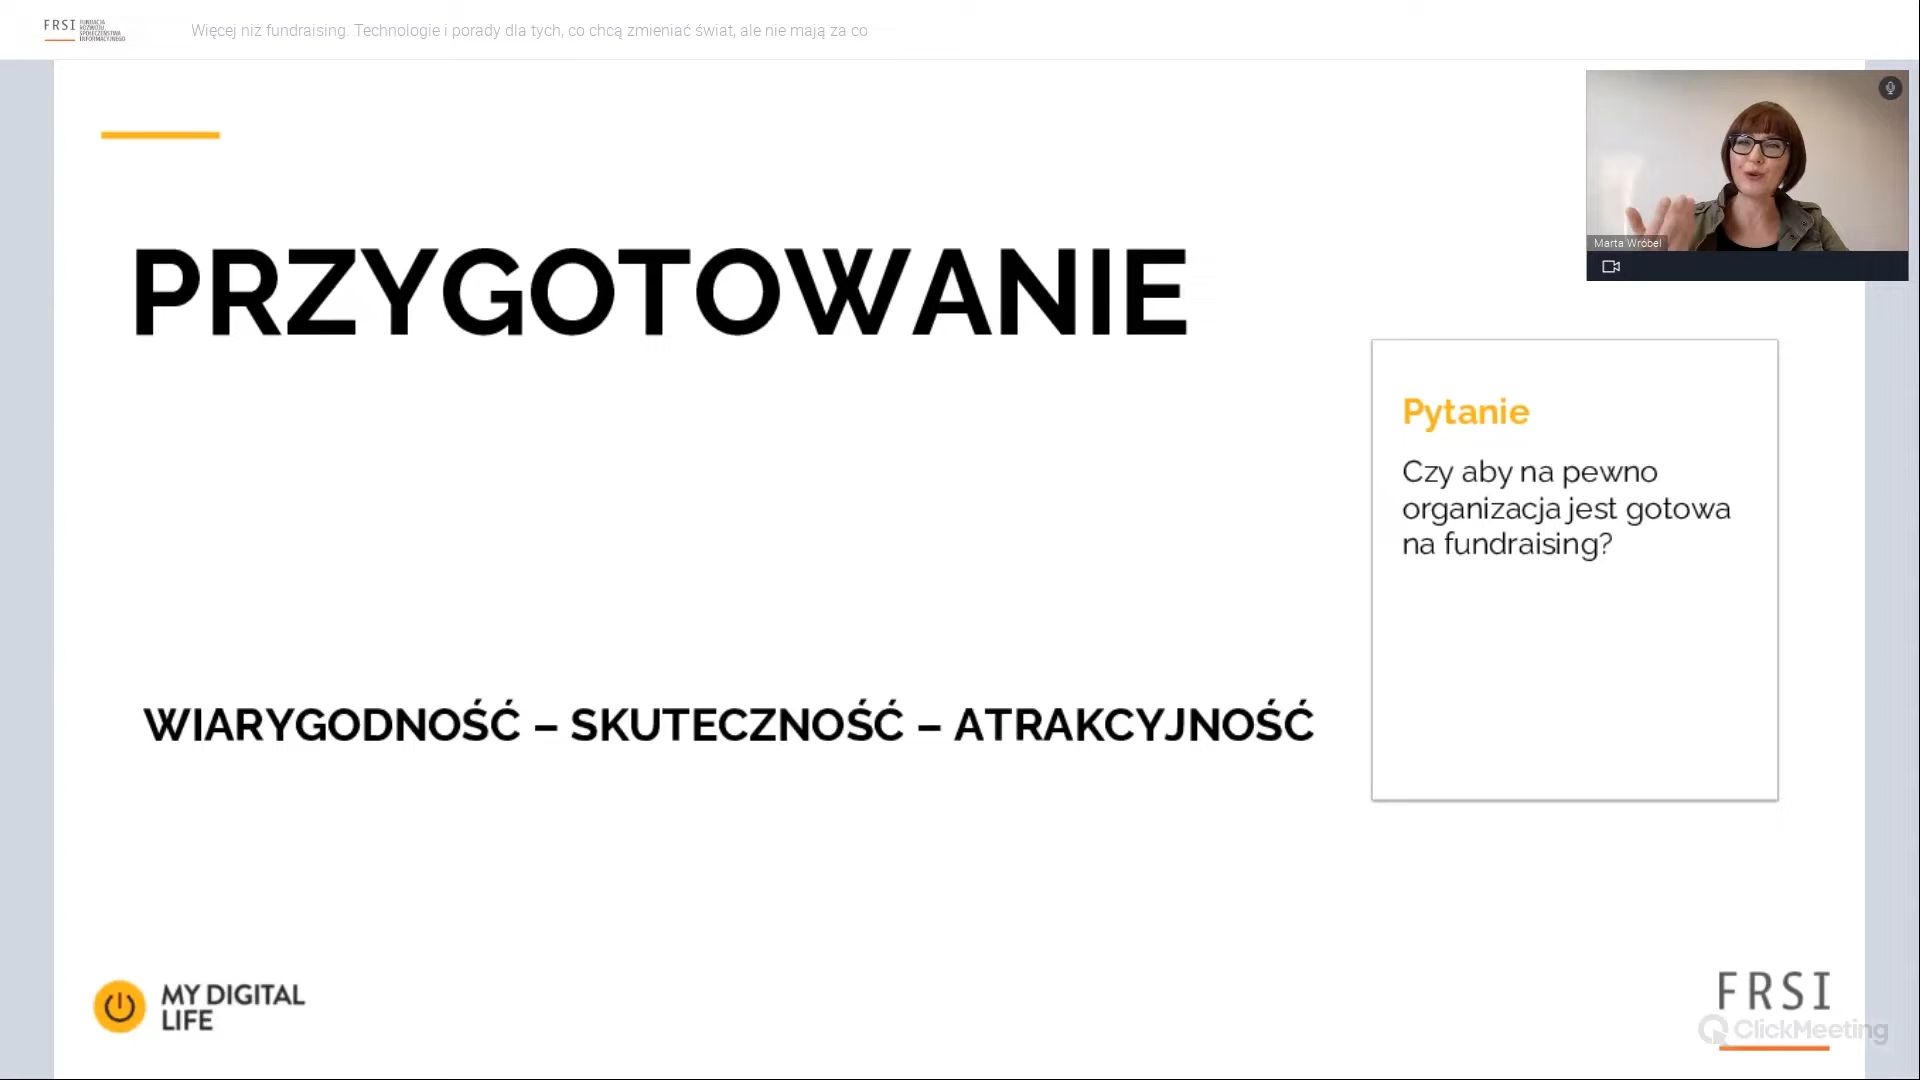 FRSI
FUNDACJA
ROZWOJU
SPOŁECZEŃSTWA
INFORMACYJNEGO
Więcej niż fundraising. Technologie i porady dla tych, co chcą zmieniać świat, ale nie mają za co
Marta Wróbel
PRZYGOTOWANIE
Pytanie
Czy aby na pewno
organizacja jest gotowa
na fundraising?
WIARYGODNOŚĆ – SKUTECZNOŚĆ – ATRAKCYJNOŚĆ
MY DIGITAL
LIFE
FRSI
ClickMeeting